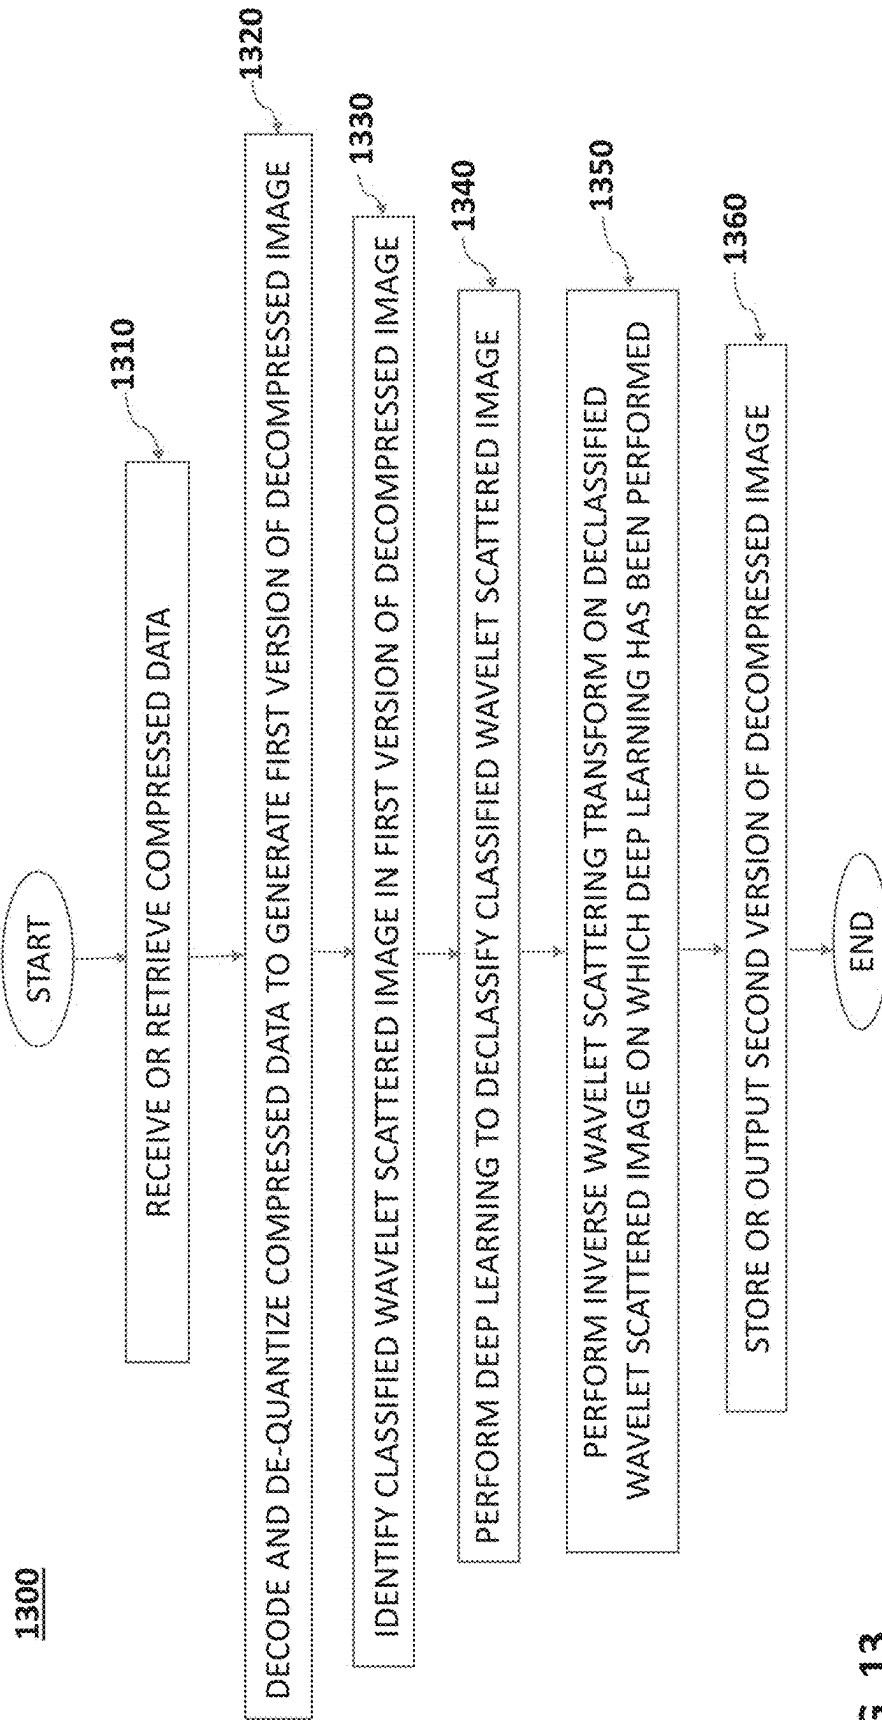 1300
START
RECEIVE OR RETRIEVE COMPRESSED DATA
1310
DECODE AND DE-QUANTIZE COMPRESSED DATA TO GENERATE FIRST VERSION OF DECOMPRESSED IMAGE
1320
IDENTIFY CLASSIFIED WAVELET SCATTERED IMAGE IN FIRST VERSION OF DECOMPRESSED IMAGE
1330
PERFORM DEEP LEARNING TO DECLASSIFY CLASSIFIED WAVELET SCATTERED IMAGE
1340
PERFORM INVERSE WAVELET SCATTERING TRANSFORM ON DECLASSIFIED
WAVELET SCATTERED IMAGE ON WHICH DEEP LEARNING HAS BEEN PERFORMED
1350
STORE OR OUTPUT SECOND VERSION OF DECOMPRESSED IMAGE
1360
END